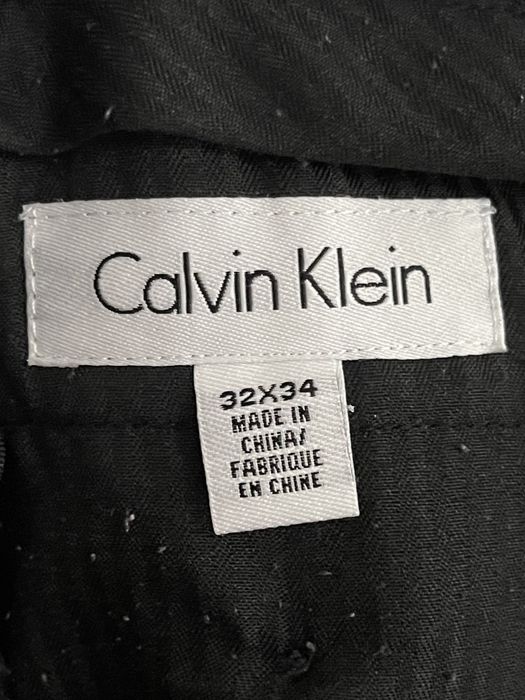 Calvin Klein
32X34
MADE IN
CHINA/
FABRIQUE
EN CHINE